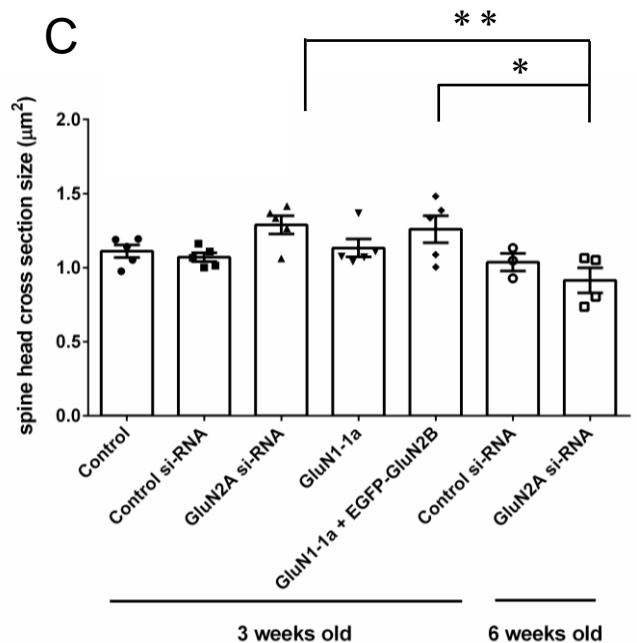 C
* *
*
spine head cross section size (μm²)
2.0
1.5
1.0
0.5
0.0
Control
Control si-RNA
GluN2A si-RNA
GluN1-1a
GluN1-1a + EGFP-GluN2B
Control si-RNA
GluN2A si-RNA
3 weeks old
6 weeks old